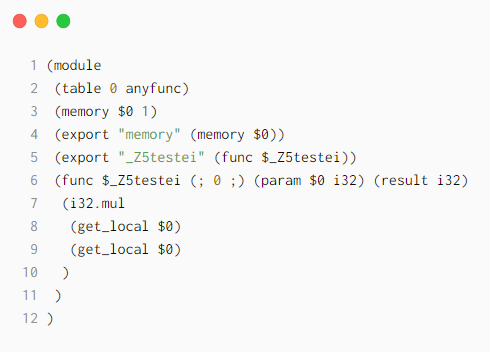 1 (module
2  (table 0 anyfunc)
3  (memory $0 1)
4  (export "memory" (memory $0))
5  (export "_Z5testei" (func $_Z5testei))
6  (func $_Z5testei (; 0 ;) (param $0 i32) (result i32)
7   (i32.mul
8    (get_local $0)
9    (get_local $0)
10   )
11  )
12 )